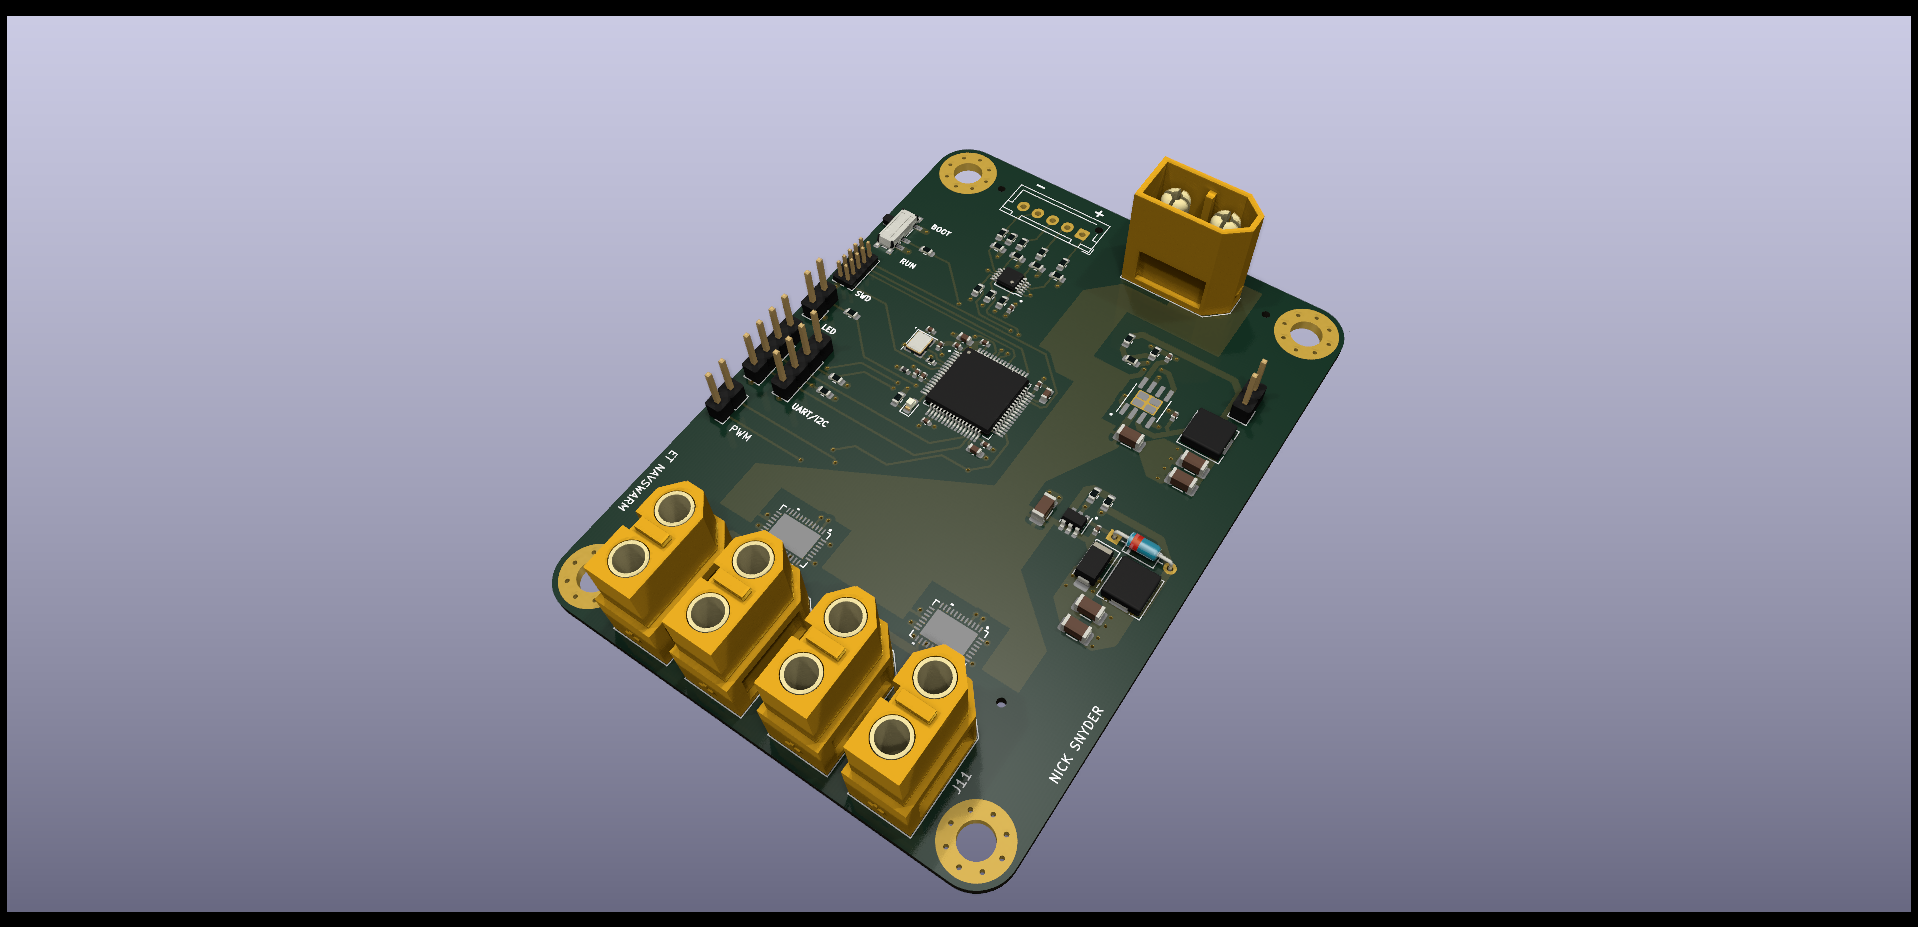 -
+
BOOT
RUN
SWD
LED
UART/I2C
PWM
ET NAVSWARM
NICK SNYDER
J11